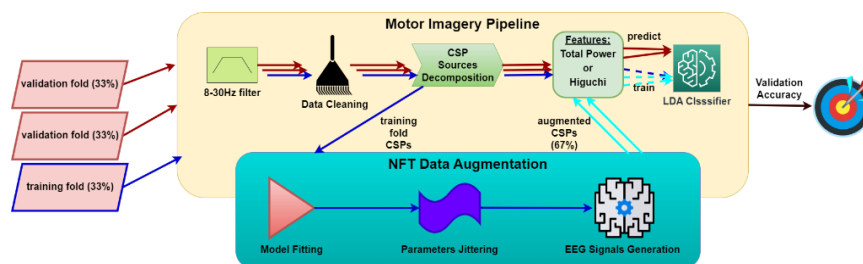 Motor Imagery Pipeline
validation fold (33%)
validation fold (33%)
training fold (33%)
8-30Hz filter
Data Cleaning
CSP
Sources
Decomposition
Features:
Total Power
or
Higuchi
predict
train
LDA Clsssifier
Validation
Accuracy
training
fold
CSPs
augmented
CSPs
(67%)
NFT Data Augmentation
Model Fitting
Parameters Jittering
EEG Signals Generation